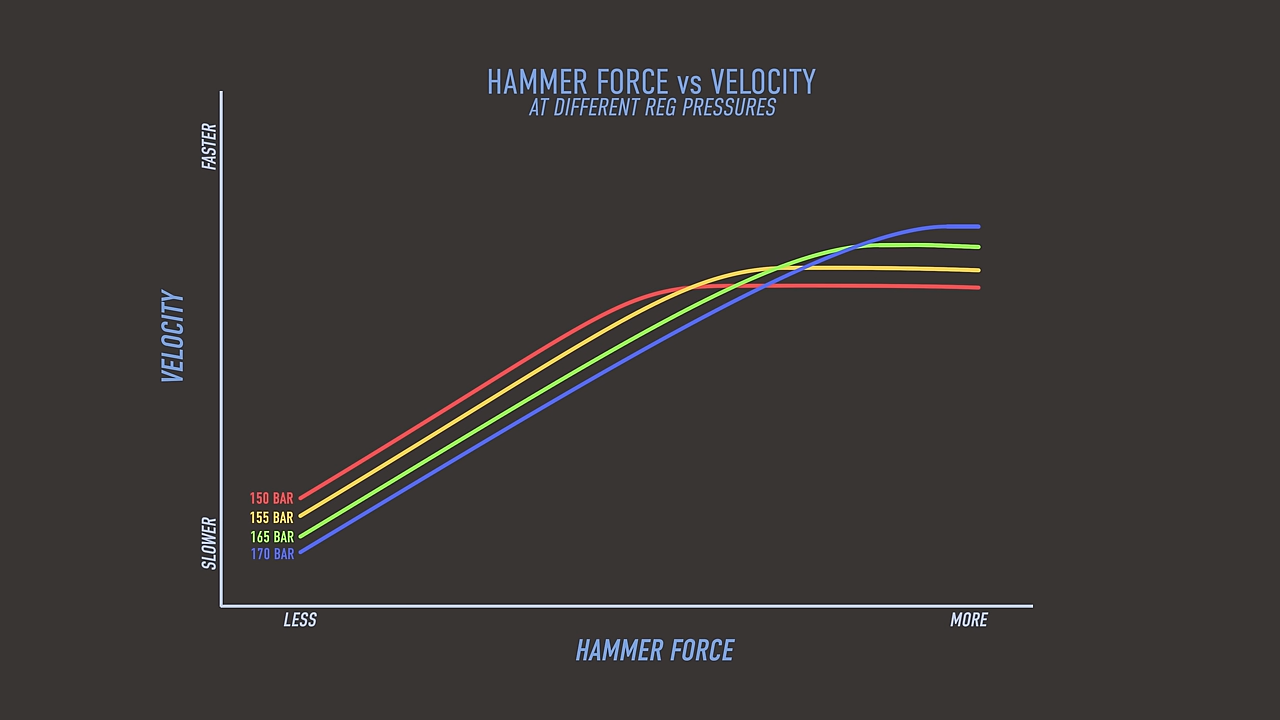 HAMMER FORCE vs VELOCITY
AT DIFFERENT REG PRESSURES
FASTER
VELOCITY
150 BAR
155 BAR
165 BAR
170 BAR
SLOWER
LESS
MORE
HAMMER FORCE